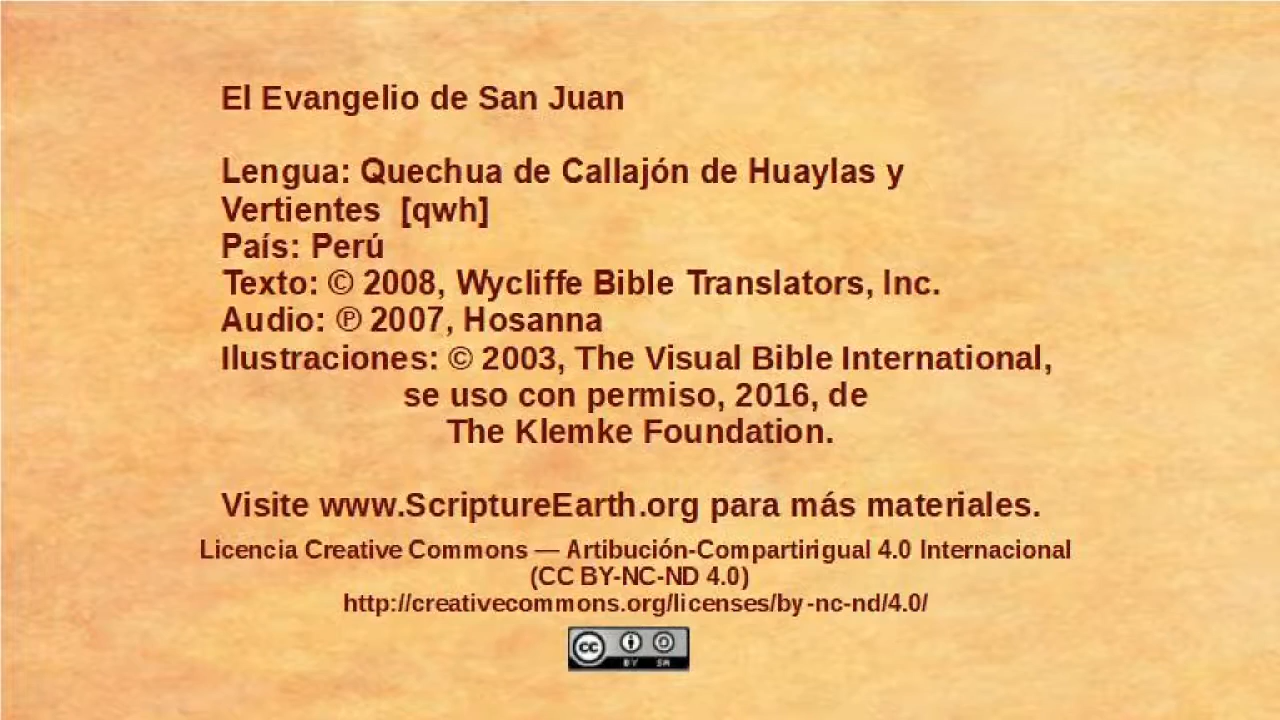 El Evangelio de San Juan
Lengua: Quechua de Callajón de Huaylas y
Vertientes [qwh]
País: Perú
Texto: © 2008, Wycliffe Bible Translators, Inc.
Audio: ℗ 2007, Hosanna
Ilustraciones: © 2003, The Visual Bible International,
se uso con permiso, 2016, de
The Klemke Foundation.
Visite www.ScriptureEarth.org para más materiales.
Licencia Creative Commons — Artibución-Compartirigual 4.0 Internacional
(CC BY-NC-ND 4.0)
http://creativecommons.org/licenses/by-nc-nd/4.0/
cc
BY SA